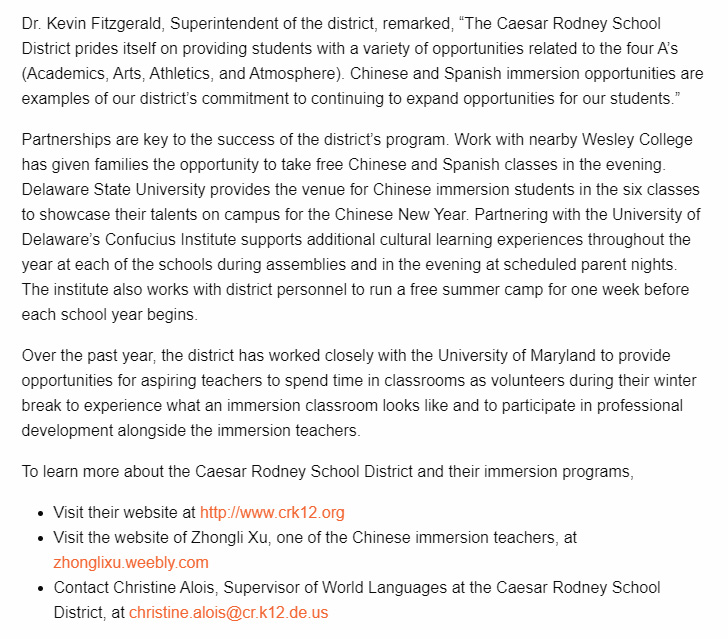 Dr. Kevin Fitzgerald, Superintendent of the district, remarked, “The Caesar Rodney School
District prides itself on providing students with a variety of opportunities related to the four A’s
(Academics, Arts, Athletics, and Atmosphere). Chinese and Spanish immersion opportunities are
examples of our district’s commitment to continuing to expand opportunities for our students.”
Partnerships are key to the success of the district’s program. Work with nearby Wesley College
has given families the opportunity to take free Chinese and Spanish classes in the evening.
Delaware State University provides the venue for Chinese immersion students in the six classes
to showcase their talents on campus for the Chinese New Year. Partnering with the University of
Delaware’s Confucius Institute supports additional cultural learning experiences throughout the
year at each of the schools during assemblies and in the evening at scheduled parent nights.
The institute also works with district personnel to run a free summer camp for one week before
each school year begins.
Over the past year, the district has worked closely with the University of Maryland to provide
opportunities for aspiring teachers to spend time in classrooms as volunteers during their winter
break to experience what an immersion classroom looks like and to participate in professional
development alongside the immersion teachers.
To learn more about the Caesar Rodney School District and their immersion programs,
• Visit their website at http://www.crk12.org
• Visit the website of Zhongli Xu, one of the Chinese immersion teachers, at
zhonglixu.weebly.com
• Contact Christine Alois, Supervisor of World Languages at the Caesar Rodney School
District, at christine.alois@cr.k12.de.us